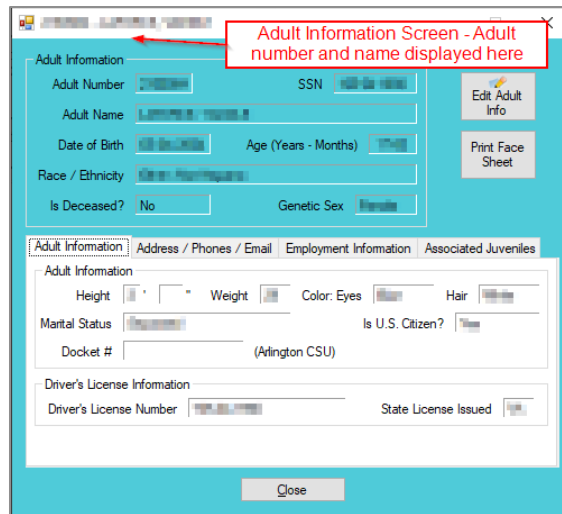 Adult Information Screen - Adult
number and name displayed here
Adult Information
Adult Number SSN
Edit Adult
Info
Adult Name
Date of Birth Age (Years - Months)
Print Face
Sheet
Race / Ethnicity
Is Deceased? No Genetic Sex
Adult Information Address / Phones / Email Employment Information Associated Juveniles
Adult Information
Height ' " Weight Color: Eyes Hair
Marital Status Is U.S. Citizen?
Docket # (Arlington CSU)
Driver's License Information
Driver's License Number State License Issued
Close